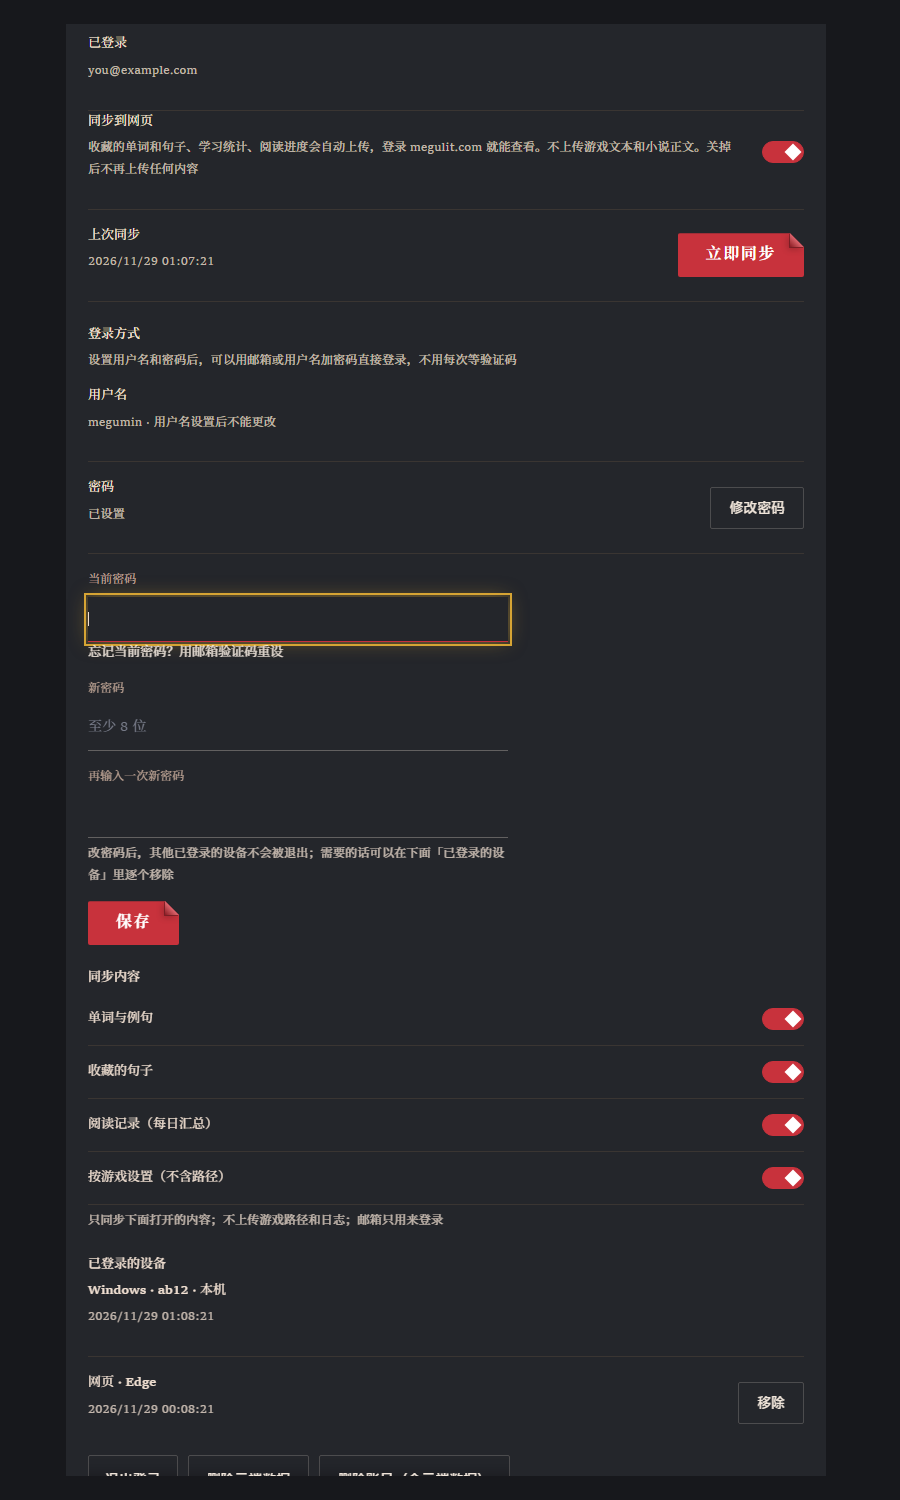 已登录
you@example.com
同步到网页
收藏的单词和句子、学习统计、阅读进度会自动上传，登录 megulit.com 就能查看。不上传游戏文本和小说正文。关掉
后不再上传任何内容
上次同步
2026/11/29 01:07:21
立即同步
登录方式
设置用户名和密码后，可以用邮箱或用户名加密码直接登录，不用每次等验证码
用户名
megumin · 用户名设置后不能更改
密码
已设置
修改密码
当前密码
忘记当前密码？用邮箱验证码重设
新密码
至少 8 位
再输入一次新密码
改密码后，其他已登录的设备不会被退出；需要的话可以在下面「已登录的设
备」里逐个移除
保存
同步内容
单词与例句
收藏的句子
阅读记录（每日汇总）
按游戏设置（不含路径）
只同步下面打开的内容；不上传游戏路径和日志；邮箱只用来登录
已登录的设备
Windows · ab12 · 本机
2026/11/29 01:08:21
网页 · Edge
2026/11/29 00:08:21
移除